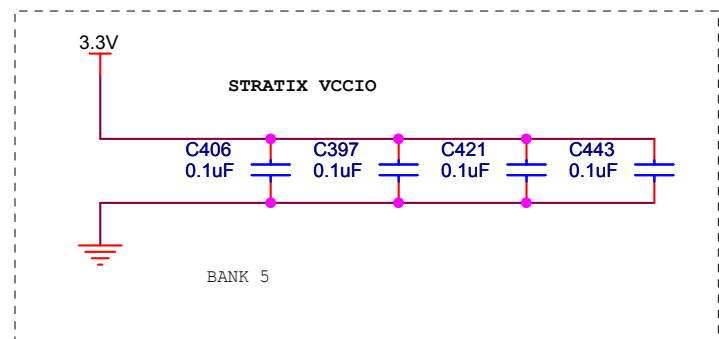 3.3V
STRATIX VCCIO
C406
0.1uF
C397
0.1uF
C421
0.1uF
C443
0.1uF
BANK 5